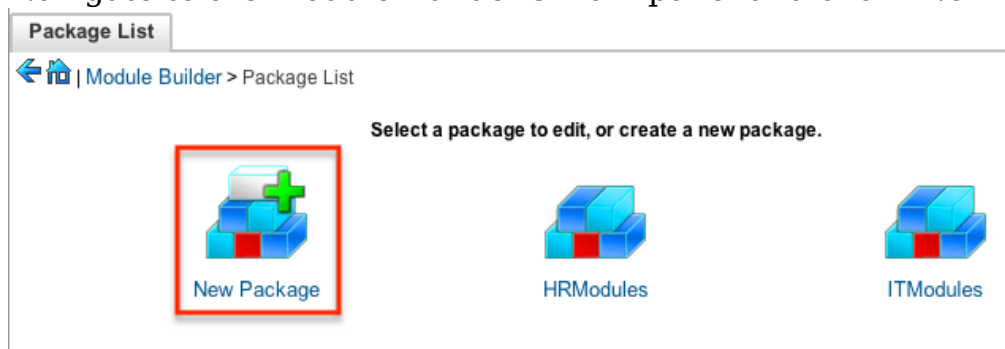 Package List
| Module Builder > Package List
Select a package to edit, or create a new package.
New Package
HRModules
ITModules